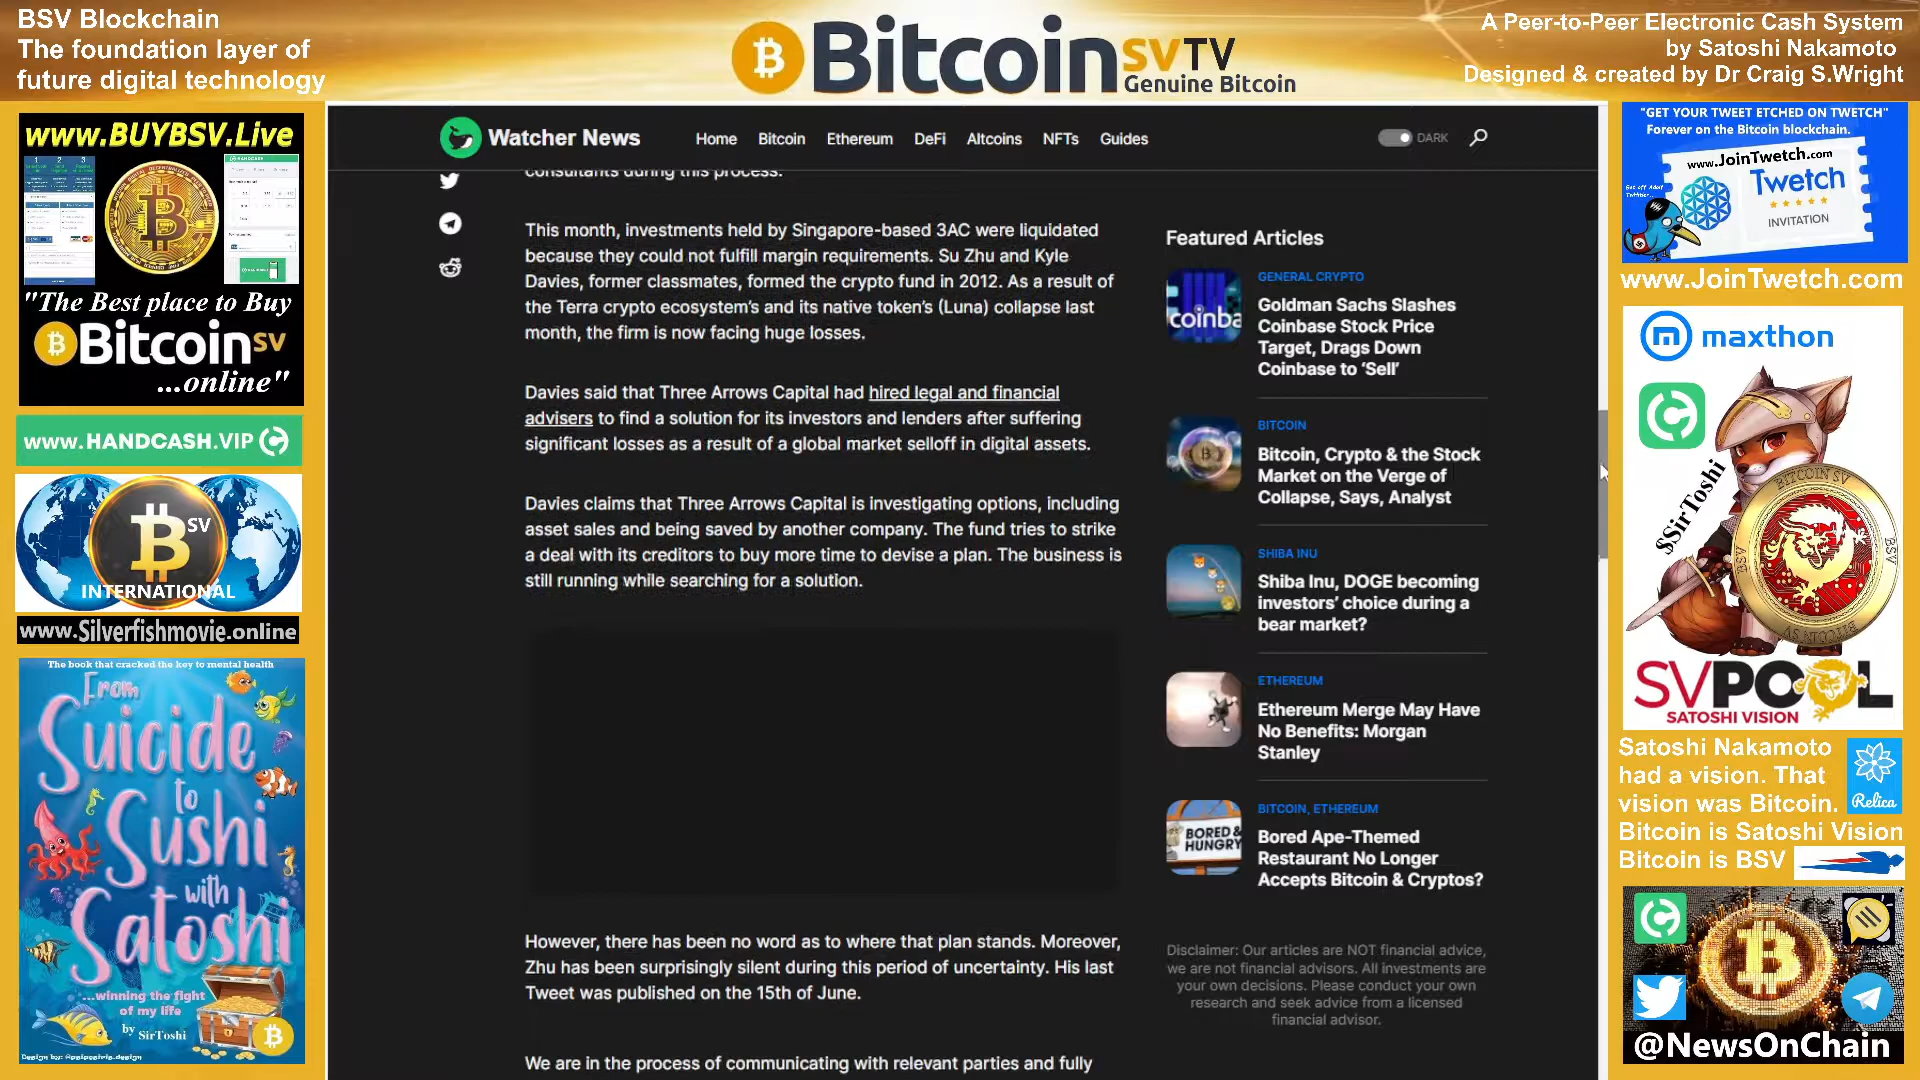 BSV Blockchain
The foundation layer of
future digital technology
Bitcoin SVTV
Genuine Bitcoin
A Peer-to-Peer Electronic Cash System
by Satoshi Nakamoto
Designed & created by Dr Craig S.Wright
www.BUYBSV.Live
"The Best place to Buy
Bitcoin SV
...online"
www.HANDCASH.VIP
SV
INTERNATIONAL
www.Silverfishmovie.online
The book that cracked the key to mental health
From
Suicide
to
Sushi
with
Satoshi
...winning the fight
of my life
by SirToshi
Watcher News
Home Bitcoin Ethereum DeFi Altcoins NFTs Guides
DARK
consultants during this process.
This month, investments held by Singapore-based 3AC were liquidated
because they could not fulfill margin requirements. Su Zhu and Kyle
Davies, former classmates, formed the crypto fund in 2012. As a result of
the Terra crypto ecosystem's and its native token's (Luna) collapse last
month, the firm is now facing huge losses.
Davies said that Three Arrows Capital had hired legal and financial
advisers to find a solution for its investors and lenders after suffering
significant losses as a result of a global market selloff in digital assets.
Davies claims that Three Arrows Capital is investigating options, including
asset sales and being saved by another company. The fund tries to strike
a deal with its creditors to buy more time to devise a plan. The business is
still running while searching for a solution.
However, there has been no word as to where that plan stands. Moreover,
Zhu has been surprisingly silent during this period of uncertainty. His last
Tweet was published on the 15th of June.
We are in the process of communicating with relevant parties and fully
Featured Articles
coinba
GENERAL CRYPTO
Goldman Sachs Slashes
Coinbase Stock Price
Target, Drags Down
Coinbase to ‘Sell’
BITCOIN
Bitcoin, Crypto & the Stock
Market on the Verge of
Collapse, Says, Analyst
SHIBA INU
Shiba Inu, DOGE becoming
investors’ choice during a
bear market?
ETHEREUM
Ethereum Merge May Have
No Benefits: Morgan
Stanley
BORED &
HUNGRY
BITCOIN, ETHEREUM
Bored Ape-Themed
Restaurant No Longer
Accepts Bitcoin & Cryptos?
Disclaimer: Our articles are NOT financial advice,
we are not financial advisors. All investments are
your own decisions. Please conduct your own
research and seek advice from a licensed
financial advisor.
"GET YOUR TWEET ETCHED ON TWETCH"
Forever on the Bitcoin blockchain.
www.JoinTwetch.com
Twetch
INVITATION
www.JoinTwetch.com
maxthon
$SirToshi
BITCOIN SV
BSV
BITCOIN SV
BSV
SVPOOL
SATOSHI VISION
Satoshi Nakamoto
had a vision. That
vision was Bitcoin.
Relica
Bitcoin is Satoshi Vision
Bitcoin is BSV
@NewsOnChain